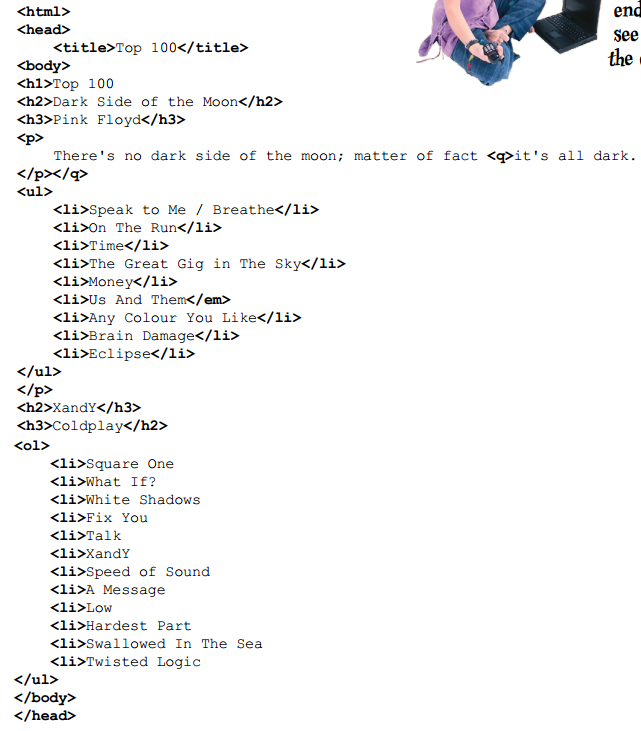 <html>
<head>
<title>Top 100</title>
<body>
<h1>Top 100
<h2>Dark Side of the Moon</h2>
<h3>Pink Floyd</h3>
<p>
There's no dark side of the moon; matter of fact <q>it's all dark.
</p></q>
<ul>
<li>Speak to Me / Breathe</li>
<li>On The Run</li>
<li>Time</li>
<li>The Great Gig in The Sky</li>
<li>Money</li>
<li>Us And Them</em>
<li>Any Colour You Like</li>
<li>Brain Damage</li>
<li>Eclipse</li>
</ul>
</p>
<h2>XandY</h3>
<h3>Coldplay</h2>
<ol>
<li>Square One
<li>What If?
<li>White Shadows
<li>Fix You
<li>Talk
<li>XandY
<li>Speed of Sound
<li>A Message
<li>Low
<li>Hardest Part
<li>Swallowed In The Sea
<li>Twisted Logic
</ul>
</body>
</head>
end
see
the